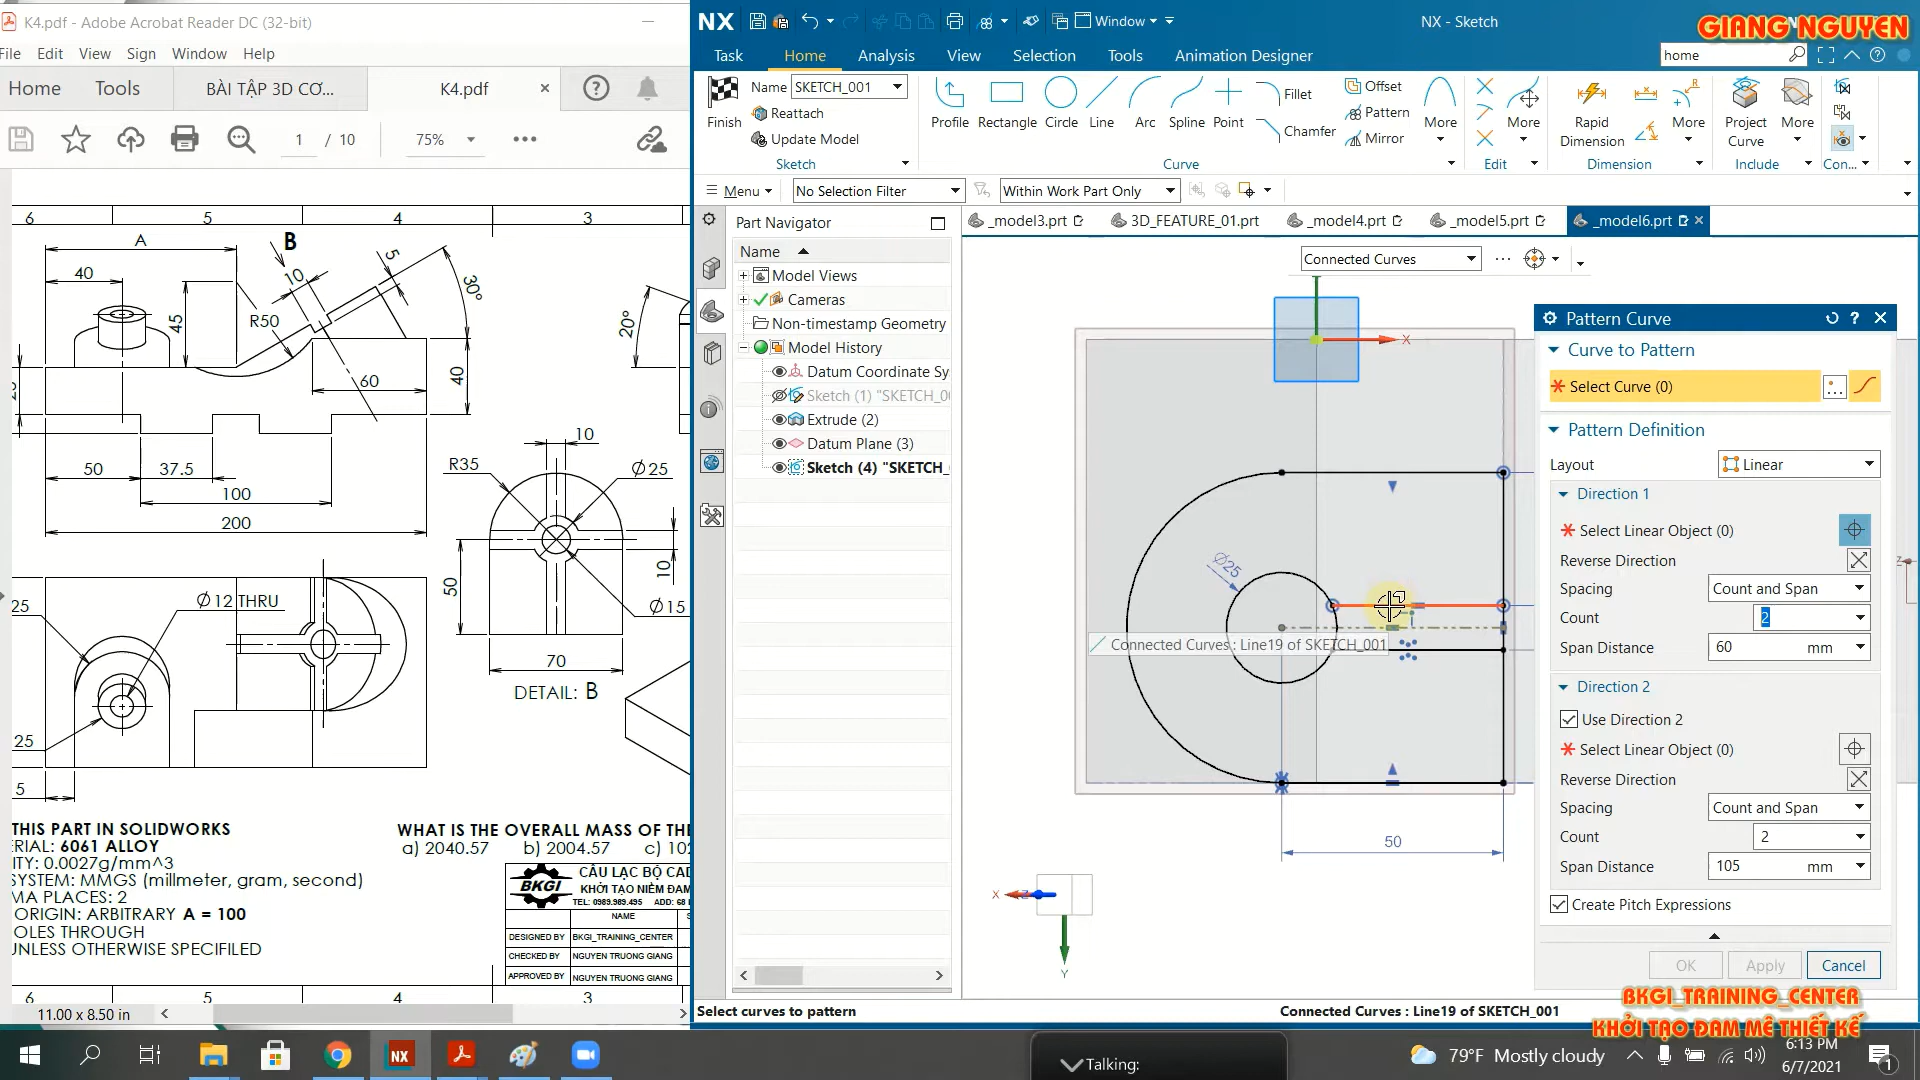 K4.pdf - Adobe Acrobat Reader DC (32-bit)
File Edit View Sign Window Help
Home Tools BÀI TẬP 3D CƠ... K4.pdf
1 / 10 75%
6 5 4 3
A
B
40
10
5
30°
R50
45
60
40
20°
50 37.5
100
200
10
R35
Ø25
50
10
Ø15
70
DETAIL: B
25
Ø12 THRU
25
5
THIS PART IN SOLIDWORKS
ERIAL: 6061 ALLOY
ITY: 0.0027g/mm^3
SYSTEM: MMGS (millmeter, gram, second)
MA PLACES: 2
ORIGIN: ARBITRARY A = 100
OLES THROUGH
UNLESS OTHERWISE SPECIFILED
WHAT IS THE OVERALL MASS OF THE
a) 2040.57 b) 2004.57 c) 102
BKGI
CÂU LẠC BỘ CAD
KHỞI TẠO NIỀM ĐAM
TEL: 0989.989.495 ADD: 68
NAME
DESIGNED BY BKGI_TRAINING_CENTER
CHECKED BY NGUYEN TRUONG GIANG
APPROVED BY NGUYEN TRUONG GIANG
6 5 4 3
11.00 x 8.50 in
NX Window NX - Sketch
GIANG NGUYEN
Task Home Analysis View Selection Tools Animation Designer home
Name SKETCH_001
Reattach
Update Model
Finish
Sketch
Profile Rectangle Circle Line Arc Spline Point
Fillet
Chamfer
Offset
Pattern
Mirror
More
Curve
More
Edit
Rapid Dimension
More
Dimension
Project Curve
More
Include
Con...
Menu No Selection Filter Within Work Part Only
Part Navigator
Name
Model Views
Cameras
Non-timestamp Geometry
Model History
Datum Coordinate Sy
Sketch (1) "SKETCH_0
Extrude (2)
Datum Plane (3)
Sketch (4) "SKETCH_
_model3.prt 3D_FEATURE_01.prt _model4.prt _model5.prt _model6.prt
Connected Curves
X
Ø25
Connected Curves : Line19 of SKETCH_001
50
X Z
Y
Pattern Curve
Curve to Pattern
Select Curve (0)
Pattern Definition
Layout Linear
Direction 1
Select Linear Object (0)
Reverse Direction
Spacing Count and Span
Count 2
Span Distance 60 mm
Direction 2
Use Direction 2
Select Linear Object (0)
Reverse Direction
Spacing Count and Span
Count 2
Span Distance 105 mm
Create Pitch Expressions
OK Apply Cancel
Select curves to pattern
Connected Curves : Line19 of SKETCH_001
BKGI_TRAINING_CENTER
KHỞI TẠO ĐAM MÊ THIẾT KẾ
NX
Talking:
79°F Mostly cloudy
6:13 PM
6/7/2021
1